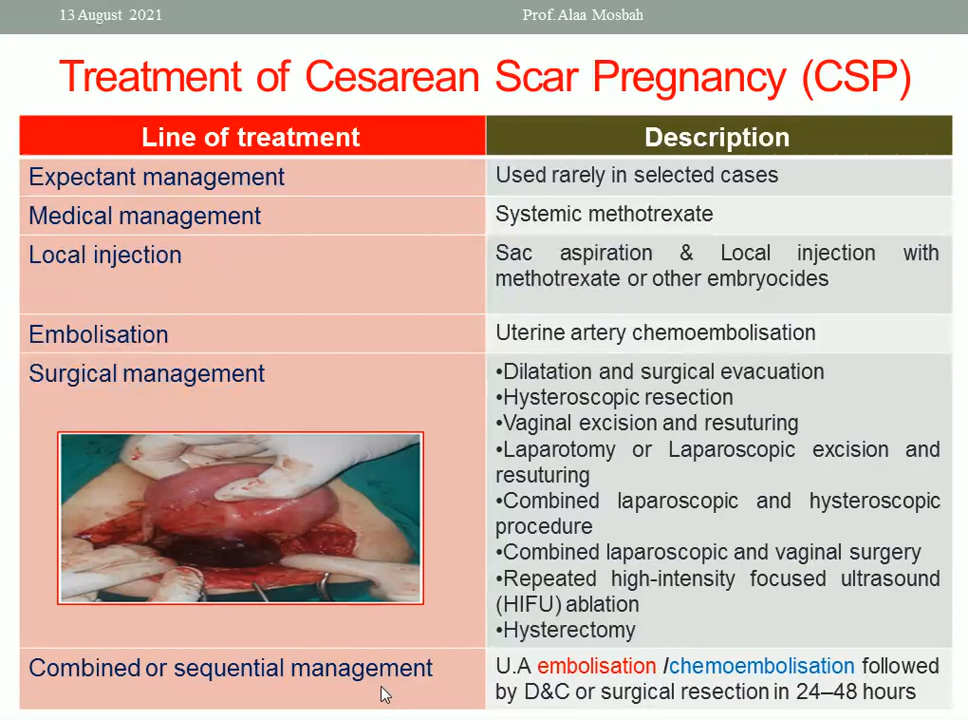 13 August 2021
Prof. Alaa Mosbah
Treatment of Cesarean Scar Pregnancy (CSP)
Line of treatment
Description
Expectant management
Used rarely in selected cases
Medical management
Systemic methotrexate
Local injection
Sac aspiration & Local injection with
methotrexate or other embryocides
Embolisation
Uterine artery chemoembolisation
Surgical management
•Dilatation and surgical evacuation
•Hysteroscopic resection
•Vaginal excision and resuturing
•Laparotomy or Laparoscopic excision and
resuturing
•Combined laparoscopic and hysteroscopic
procedure
•Combined laparoscopic and vaginal surgery
•Repeated high-intensity focused ultrasound
(HIFU) ablation
•Hysterectomy
Combined or sequential management
U.A embolisation /chemoembolisation followed
by D&C or surgical resection in 24–48 hours